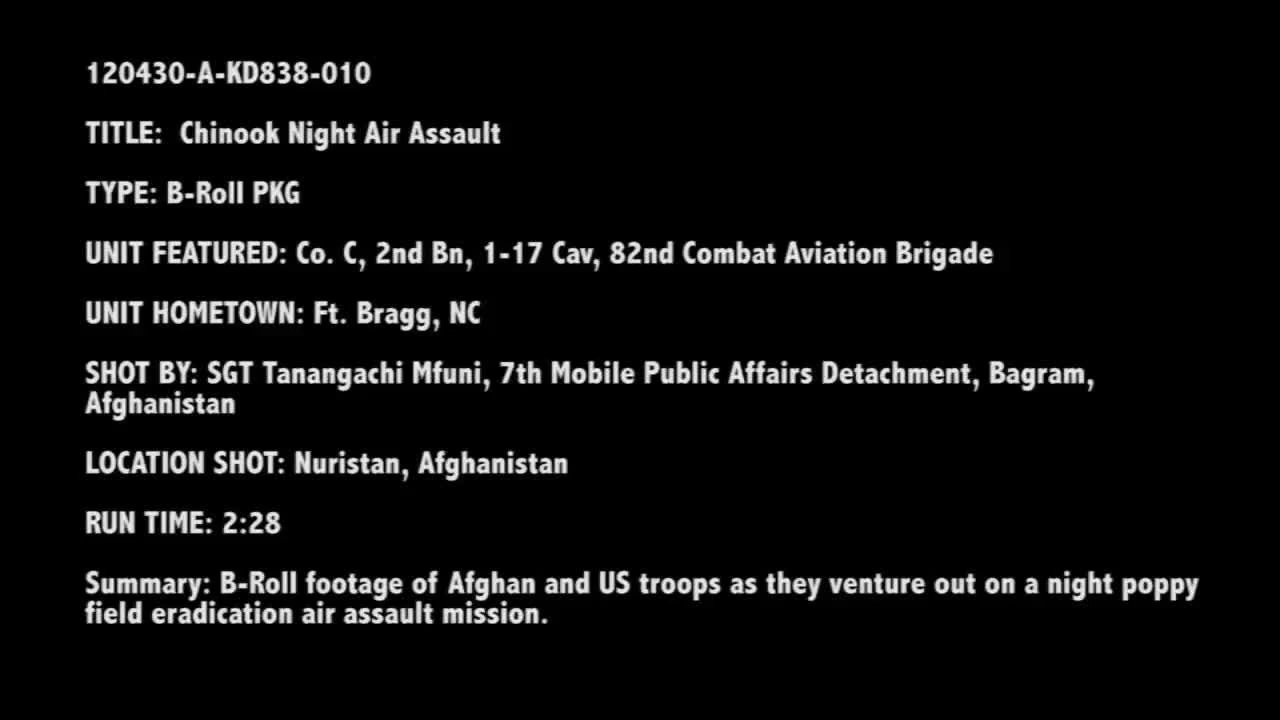 120430-A-KD838-010
TITLE:  Chinook Night Air Assault
TYPE: B-Roll PKG
UNIT FEATURED: Co. C, 2nd Bn, 1-17 Cav, 82nd Combat Aviation Brigade
UNIT HOMETOWN: Ft. Bragg, NC
SHOT BY: SGT Tanangachi Mfuni, 7th Mobile Public Affairs Detachment, Bagram,
Afghanistan
LOCATION SHOT: Nuristan, Afghanistan
RUN TIME: 2:28
Summary: B-Roll footage of Afghan and US troops as they venture out on a night poppy
field eradication air assault mission.